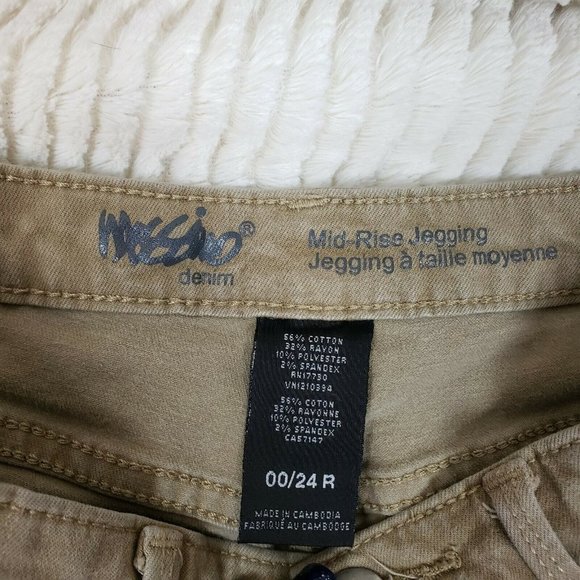 MOSSIMO®
denim
Mid-Rise Jegging
Jegging à taille moyenne
56% COTTON
32% RAYON
10% POLYESTER
2% SPANDEX
RN17730
VN1210394
56% COTON
32% RAYONNE
10% POLYESTER
2% SPANDEX
CA57147
00/24 R
MADE IN CAMBODIA
FABRIQUÉ AU CAMBODGE